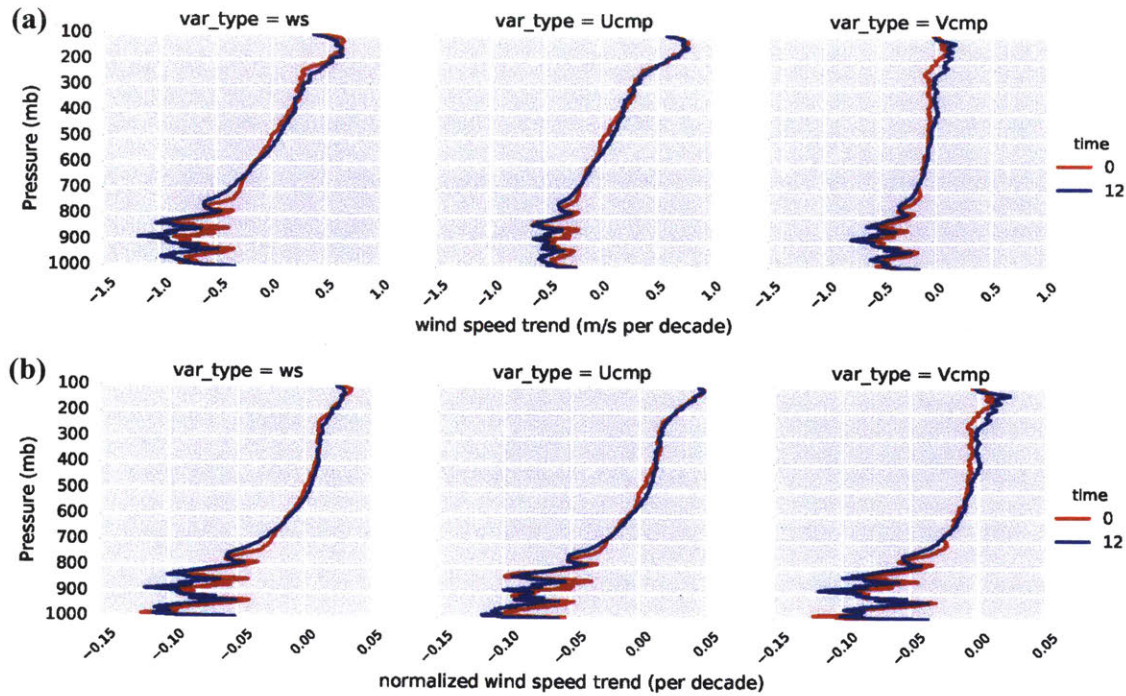 (a)
var_type = ws var_type = Ucmp var_type = Vcmp
100
200
300
400
500
600
700
800
900
1000
Pressure (mb)
time
0
12
−1.5 −1.0 −0.5 0.0 0.5 1.0 −1.5 −1.0 −0.5 0.0 0.5 1.0 −1.5 −1.0 −0.5 0.0 0.5 1.0
wind speed trend (m/s per decade)
(b)
var_type = ws var_type = Ucmp var_type = Vcmp
100
200
300
400
500
600
700
800
900
1000
Pressure (mb)
time
0
12
−0.15 −0.10 −0.05 0.00 0.05 −0.15 −0.10 −0.05 0.00 0.05 −0.15 −0.10 −0.05 0.00 0.05
normalized wind speed trend (per decade)